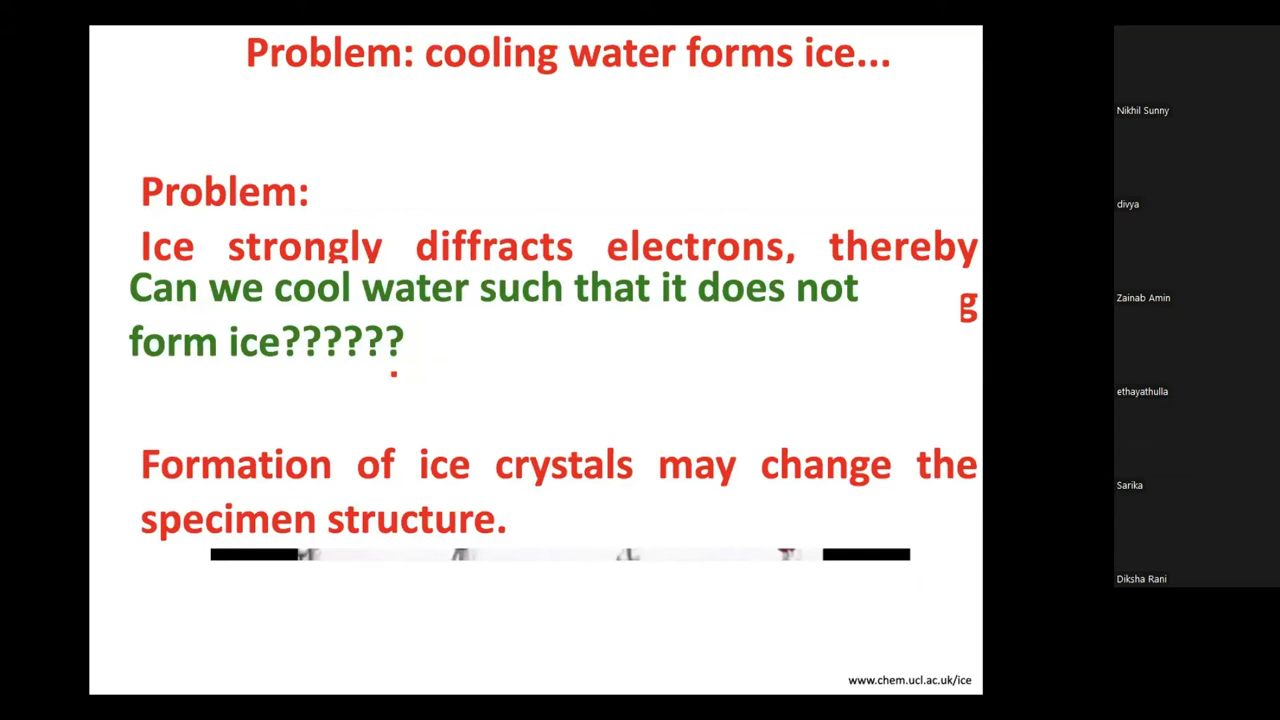 Problem: cooling water forms ice...
Problem:
Ice strongly diffracts electrons, thereby
Can we cool water such that it does not
g
form ice??????
.
Formation of ice crystals may change the
specimen structure.
www.chem.ucl.ac.uk/ice
Nikhil Sunny
divya
Zainab Amin
ethayathulla
Sarika
Diksha Rani